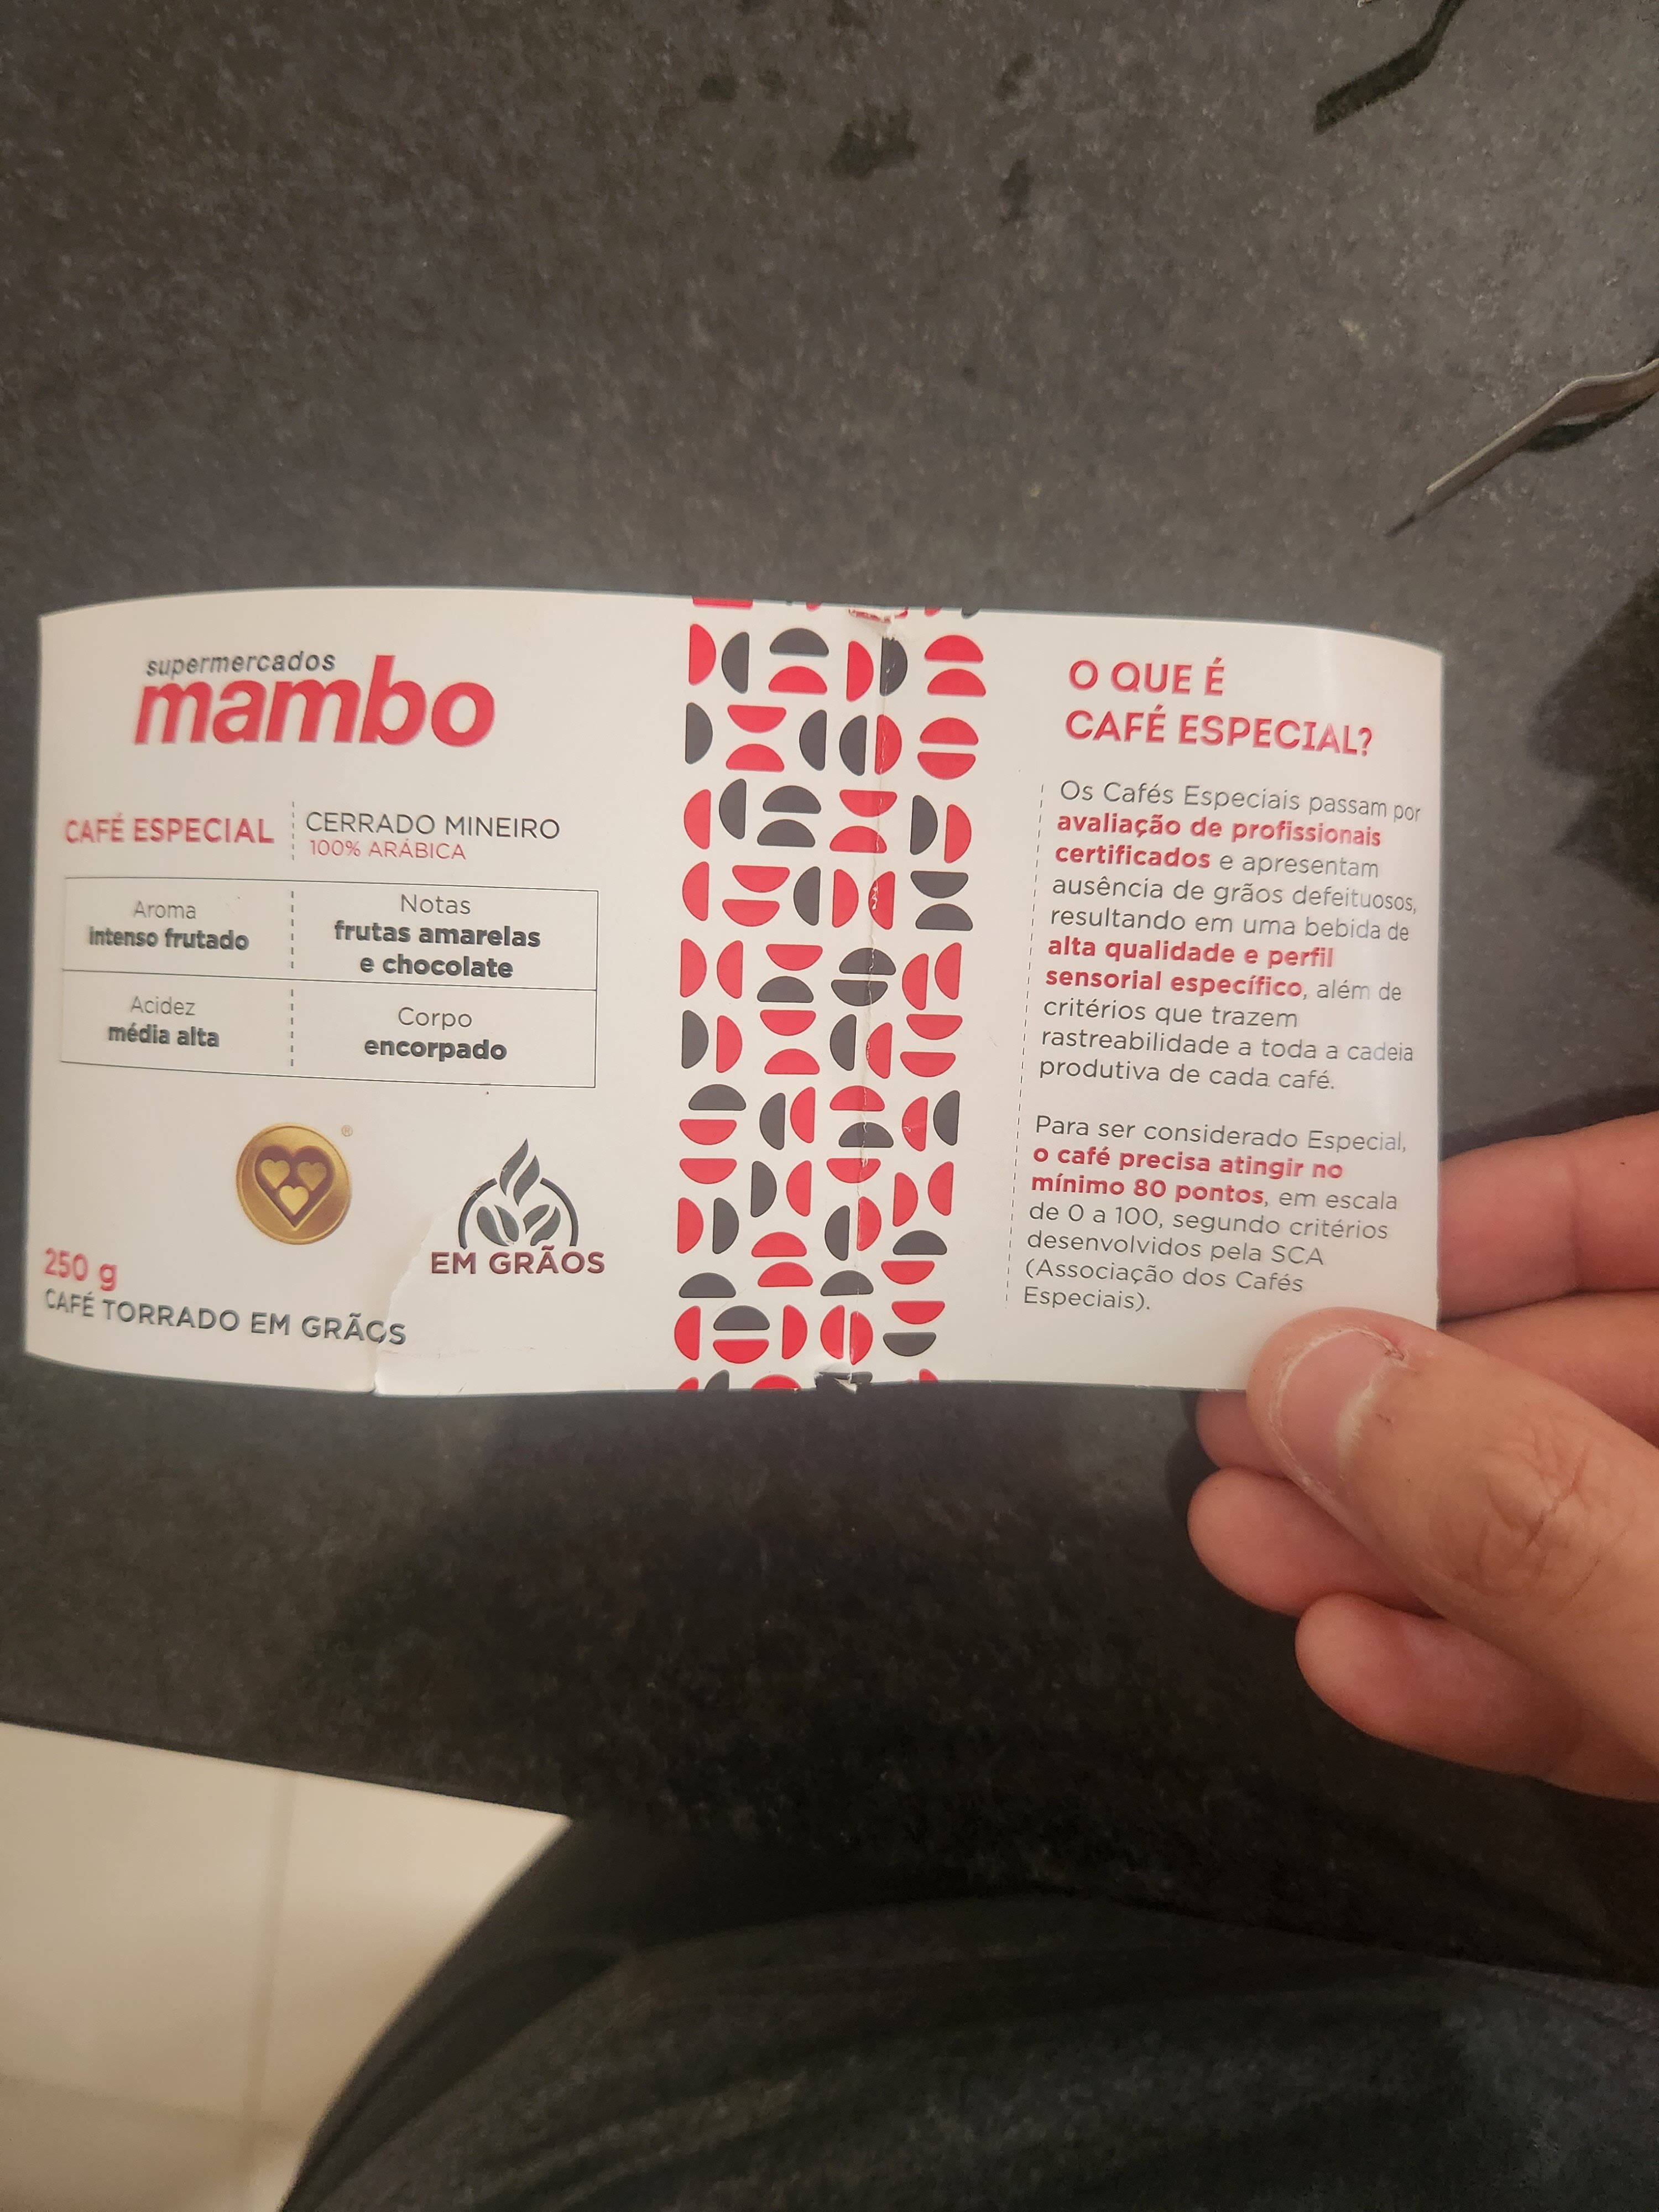 supermercados
mambo
CAFÉ ESPECIAL
CERRADO MINEIRO
100% ARÁBICA
Aroma
intenso frutado
Notas
frutas amarelas
e chocolate
Acidez
média alta
Corpo
encorpado
®
EM GRÃOS
250 g
CAFÉ TORRADO EM GRÃOS
O QUE É
CAFÉ ESPECIAL?
Os Cafés Especiais passam por
avaliação de profissionais
certificados e apresentam
ausência de grãos defeituosos,
resultando em uma bebida de
alta qualidade e perfil
sensorial específico, além de
critérios que trazem
rastreabilidade a toda a cadeia
produtiva de cada café.
Para ser considerado Especial,
o café precisa atingir no
mínimo 80 pontos, em escala
de 0 a 100, segundo critérios
desenvolvidos pela SCA
(Associação dos Cafés
Especiais).